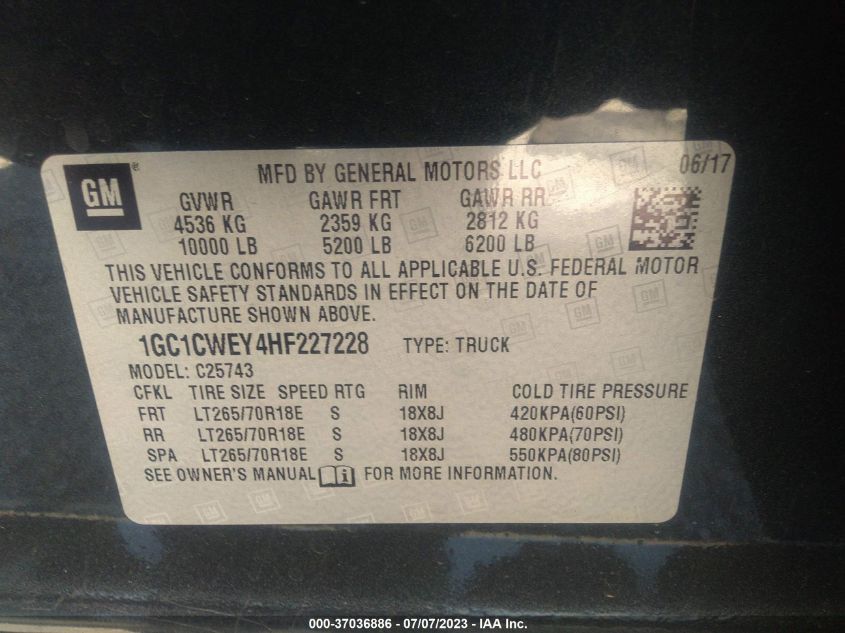 GM
MFD BY GENERAL MOTORS LLC
06/17
GVWR GAWR FRT GAWR RR
4536 KG 2359 KG 2812 KG
10000 LB 5200 LB 6200 LB
THIS VEHICLE CONFORMS TO ALL APPLICABLE U.S. FEDERAL MOTOR
VEHICLE SAFETY STANDARDS IN EFFECT ON THE DATE OF
MANUFACTURE SHOWN ABOVE.
1GC1CWEY4HF227228 TYPE: TRUCK
MODEL: C25743
CFKL TIRE SIZE SPEED RTG RIM COLD TIRE PRESSURE
FRT LT265/70R18E S 18X8J 420KPA(60PSI)
RR LT265/70R18E S 18X8J 480KPA(70PSI)
SPA LT265/70R18E S 18X8J 550KPA(80PSI)
SEE OWNER'S MANUAL FOR MORE INFORMATION.
000-37036886 - 07/07/2023 - IAA Inc.